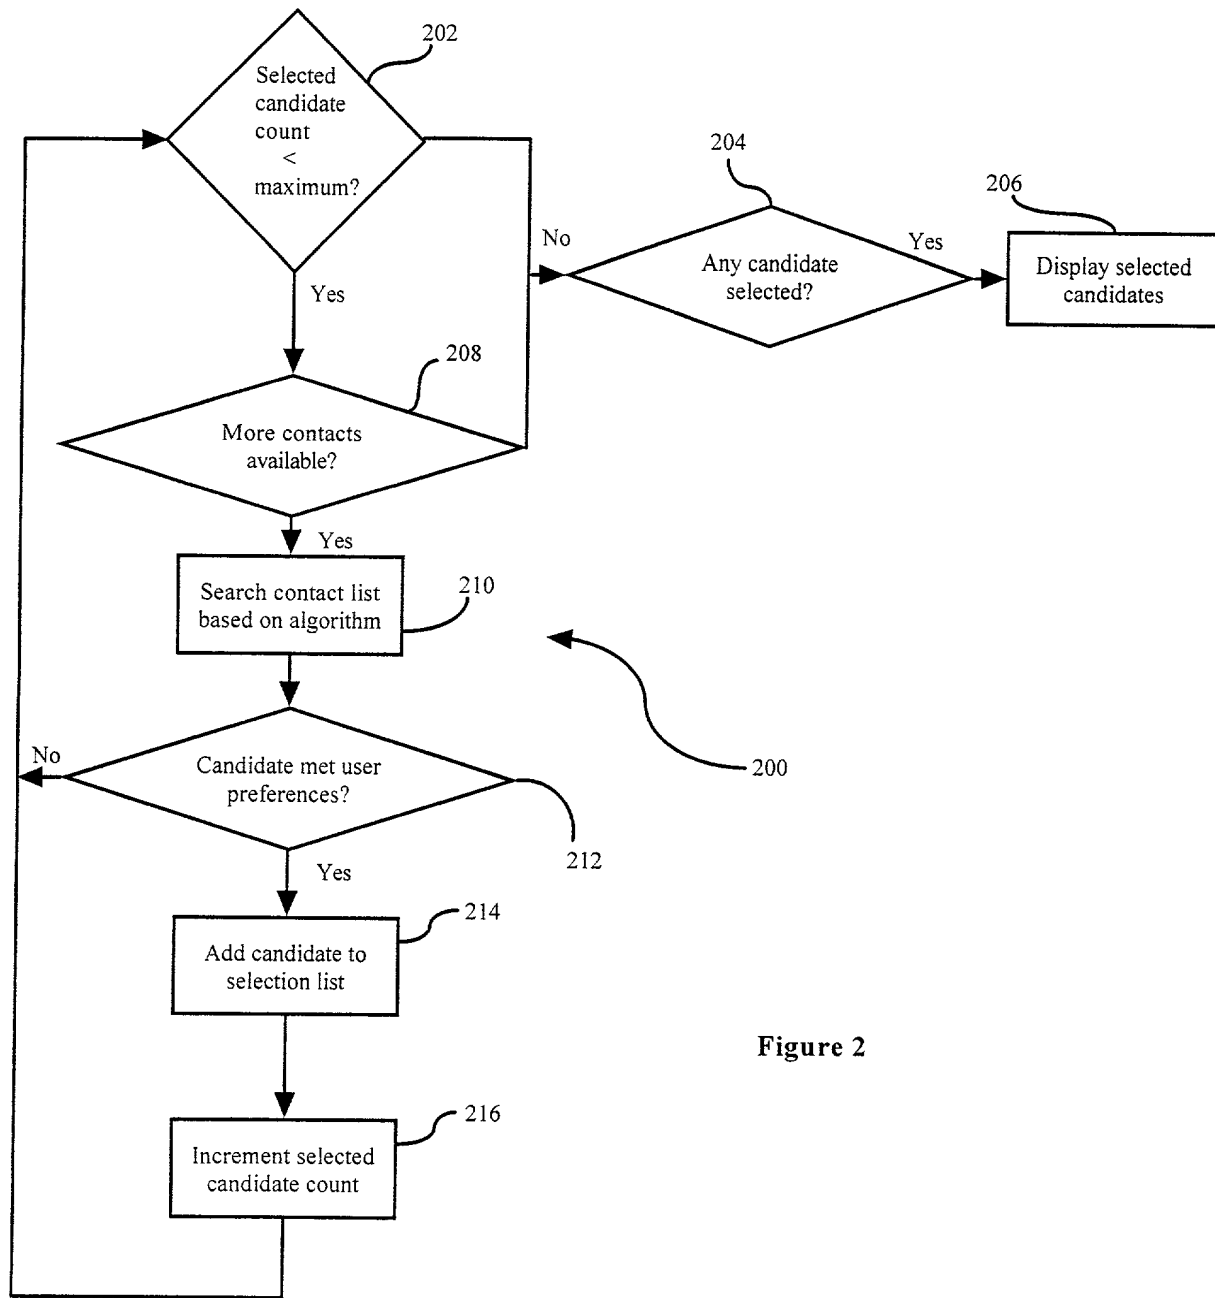 202
Selected
candidate
count
<
maximum?
204
206
No
Yes
Any candidate
selected?
Display selected
candidates
Yes
208
More contacts
available?
Yes
Search contact list
based on algorithm
210
No
Candidate met user
preferences?
200
212
Yes
214
Add candidate to
selection list
Figure 2
216
Increment selected
candidate count